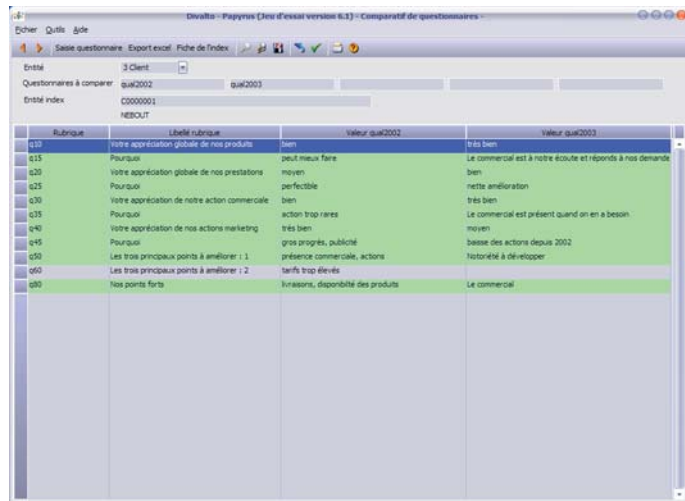 Divalto - Papyrus (Jeu d'essai version 6.1) - Comparatif de questionnaires -
Fichier Outils Aide
Saisie questionnaire Export excel Fiche de l'index
Entité 3 Client
Questionnaires à comparer qual2002 qual2003
Entité index C0000001
NEBOUT
Rubrique Libellé rubrique Valeur qual2002 Valeur qual2003
q10 Votre appréciation globale de nos produits bien très bien
q15 Pourquoi peut mieux faire Le commercial est à notre écoute et réponds à nos demande
q20 Votre appréciation globale de nos prestations moyen bien
q25 Pourquoi perfectible nette amélioration
q30 Votre appréciation de notre action commerciale bien très bien
q35 Pourquoi action trop rares Le commercial est présent quand on en a besoin
q40 Votre appréciation de nos actions marketing très bien moyen
q45 Pourquoi gros progrès, publicité baisse des actions depuis 2002
q50 Les trois principaux points à améliorer : 1 présence commerciale, actions Notoriété à développer
q60 Les trois principaux points à améliorer : 2 tarifs trop élevés
q80 Nos points forts livraisons, disponibilité des produits Le commercial